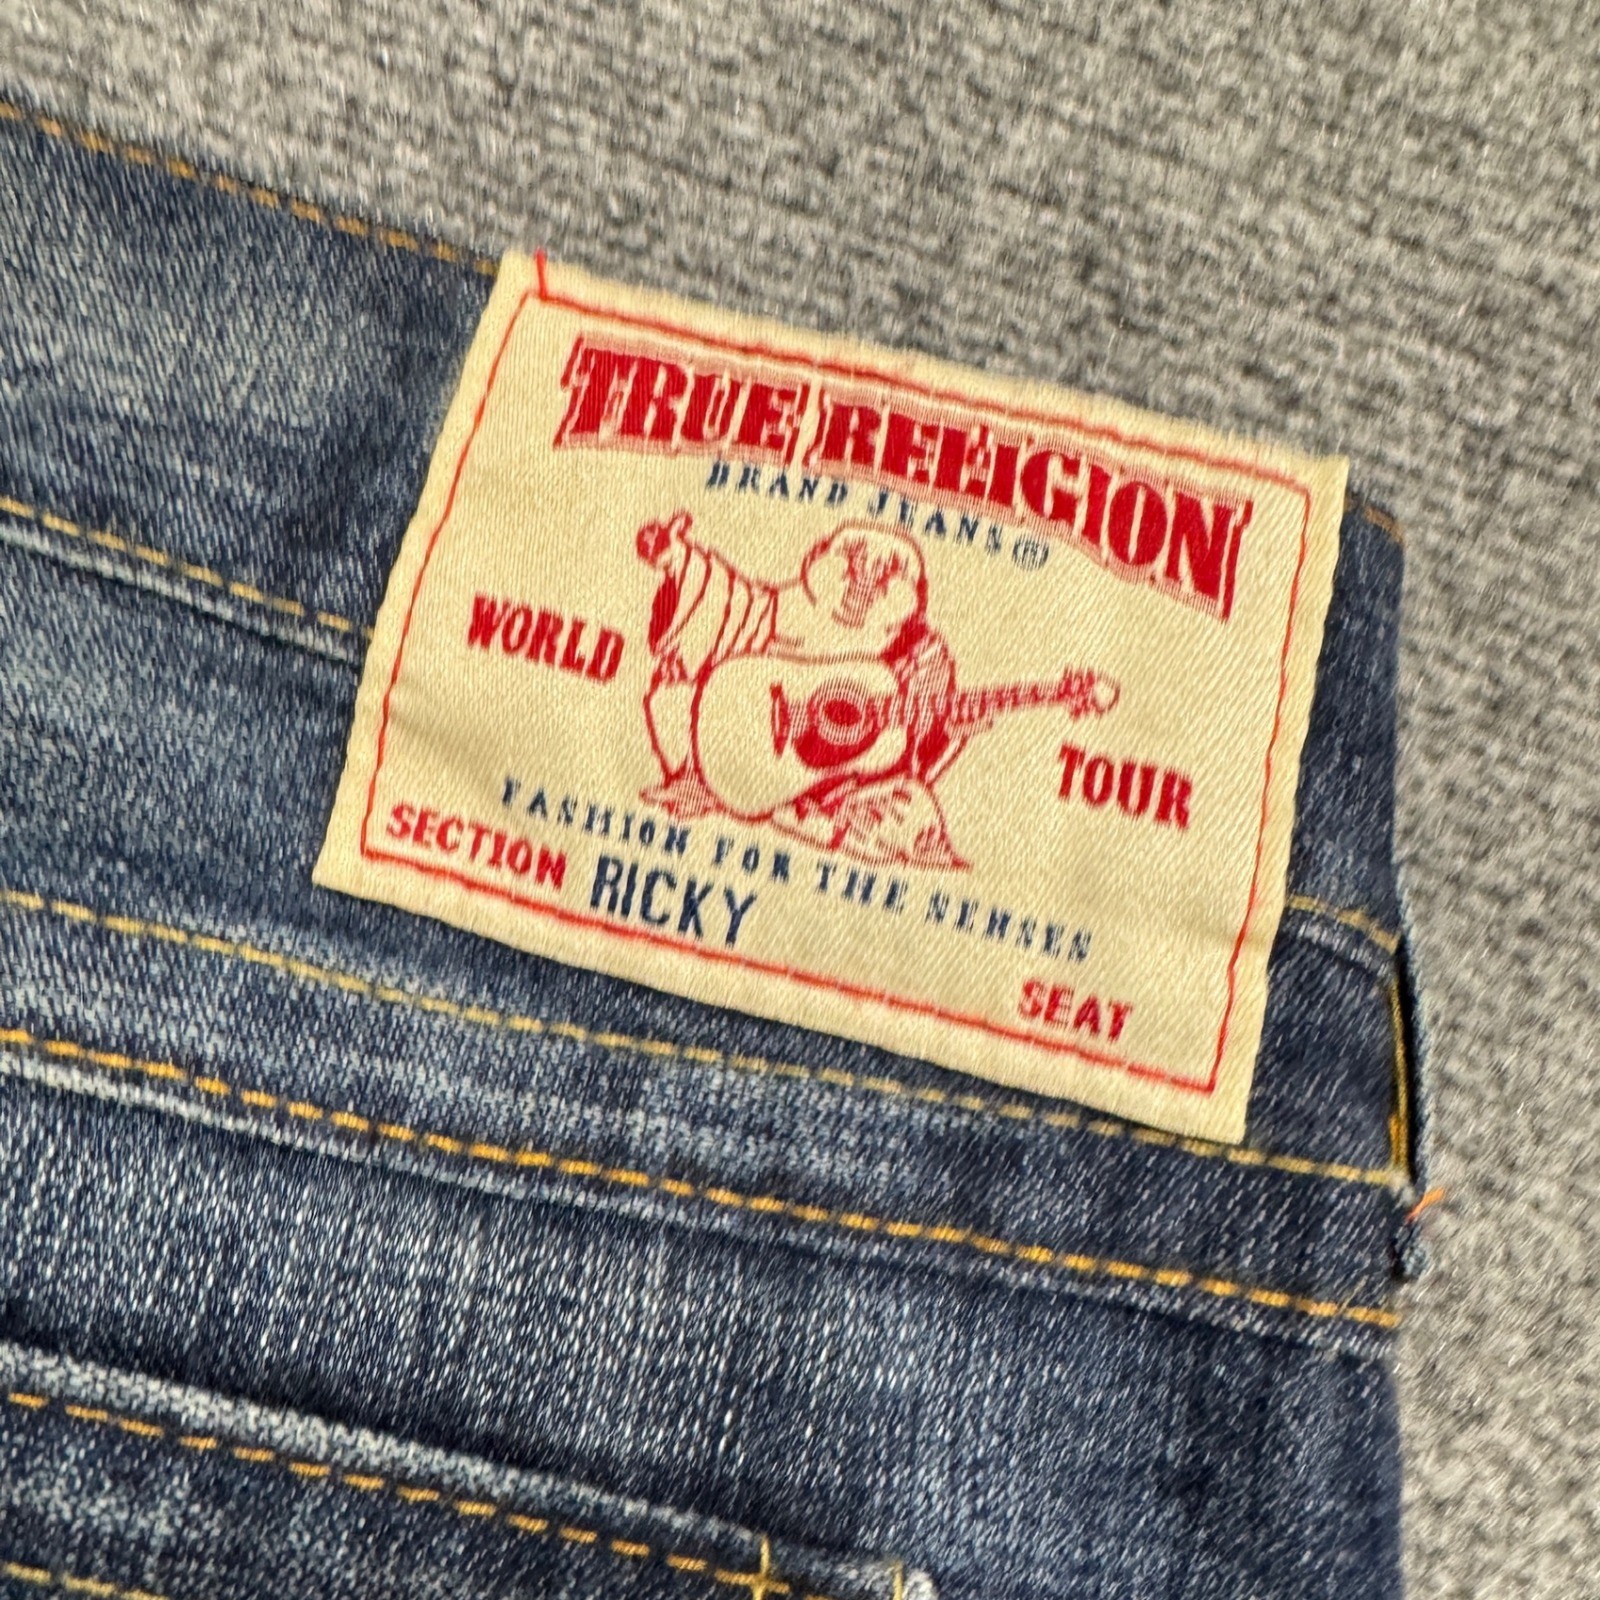 TRUE RELIGION
BRAND JEANS ®
WORLD TOUR
FASHION FOR THE SENSES
SECTION RICKY
SEAT